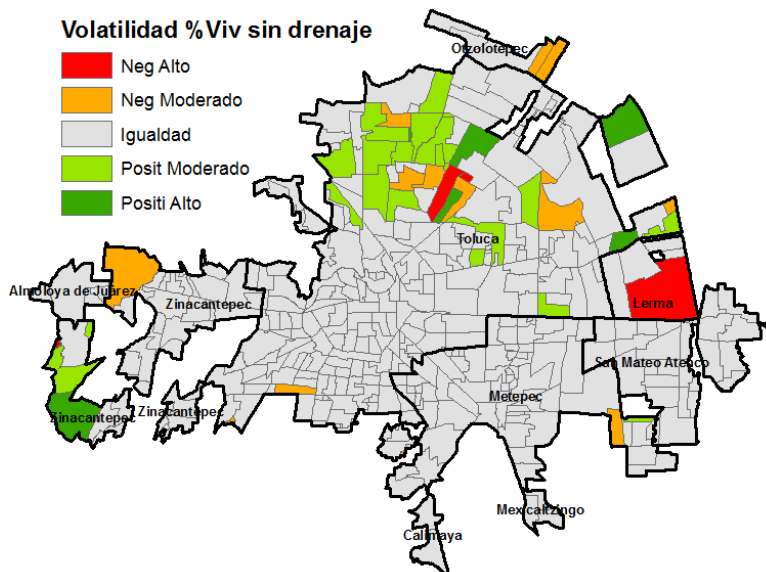 Volatilidad %Viv sin drenaje
Neg Alto
Neg Moderado
Igualdad
Posit Moderado
Positi Alto
Otzolotepec
Toluca
Almoloya de Juárez
Zinacantepec
Lerma
San Mateo Atenco
Metepec
Zinacantepec
Zinacantepec
Mexicaltzingo
Calimaya